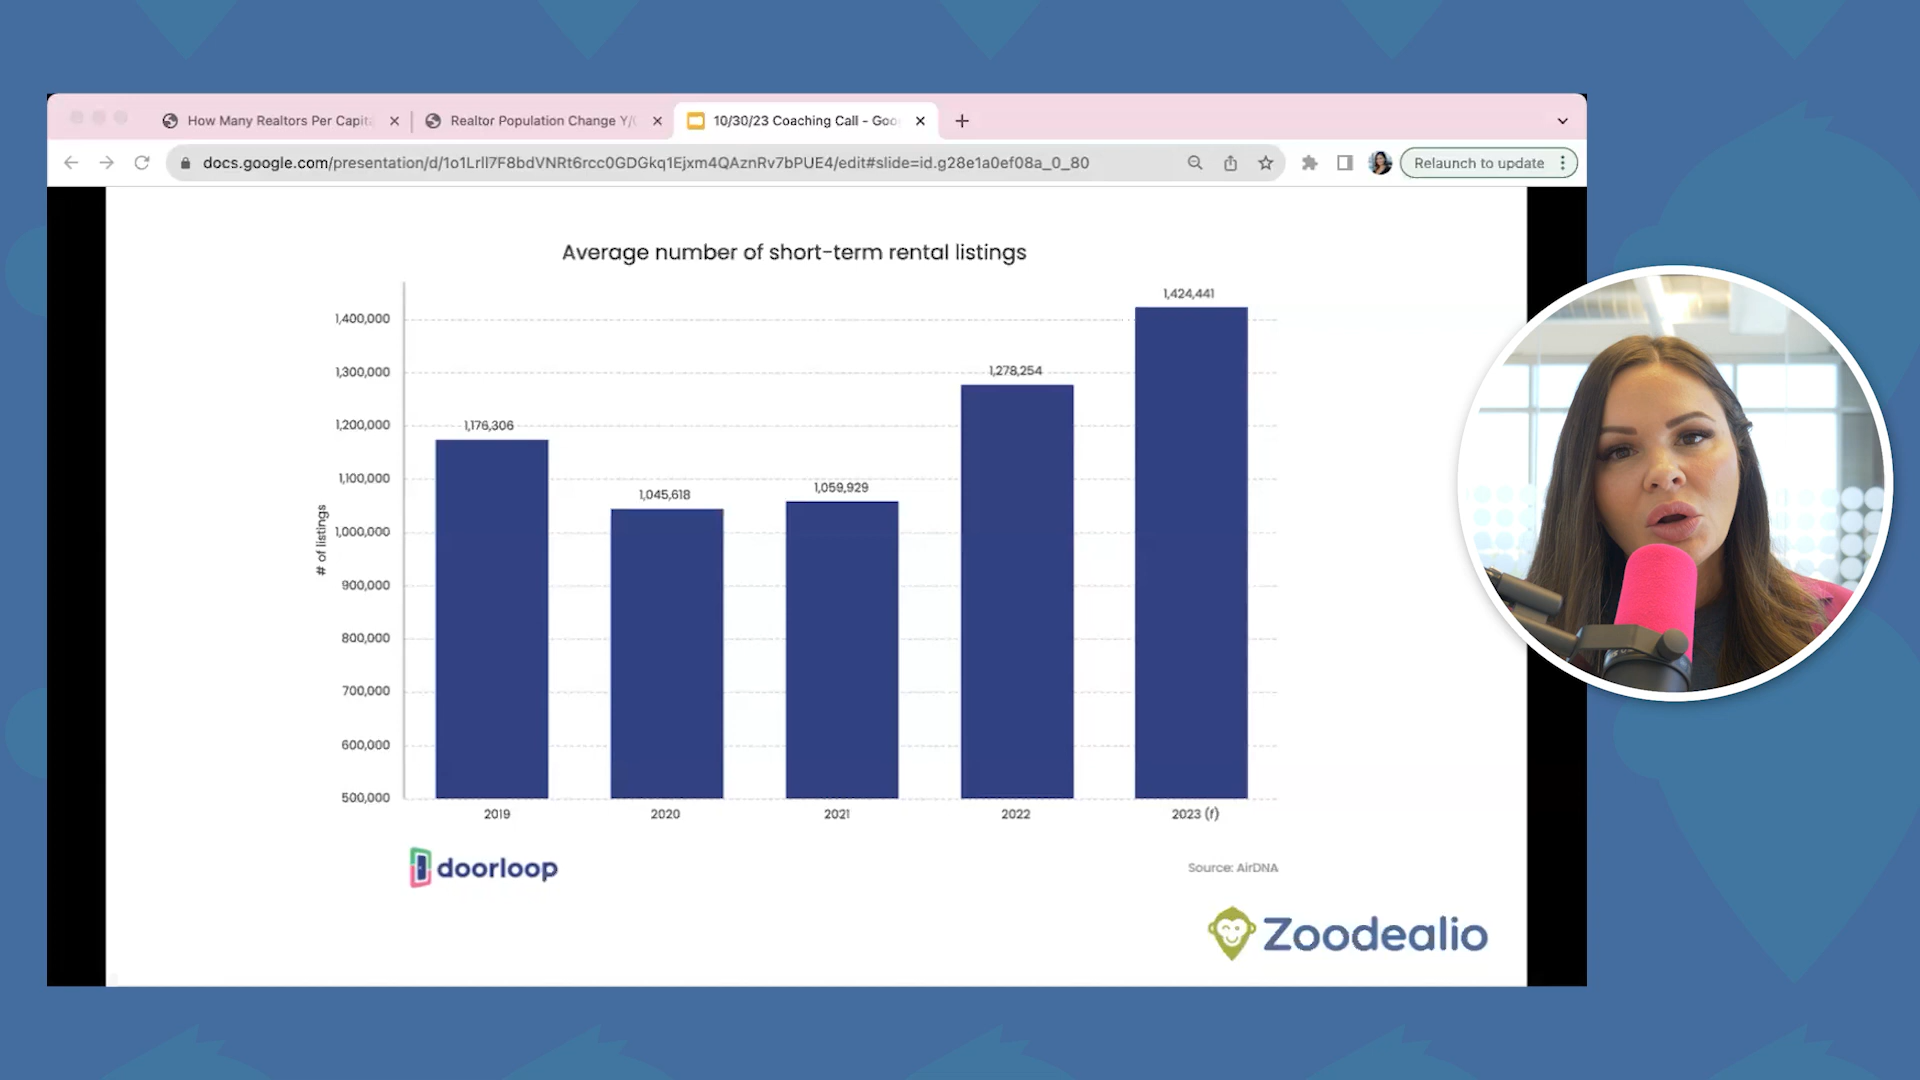 How Many Realtors Per Capit
Realtor Population Change Y/
10/30/23 Coaching Call - Goo
docs.google.com/presentation/d/1o1Lrll7F8bdVNRt6rcc0GDGkq1Ejxm4QAznRv7bPUE4/edit#slide=id.g28e1a0ef08a_0_80
Relaunch to update
Average number of short-term rental listings
# of listings
1,400,000
1,300,000
1,200,000
1,100,000
1,000,000
900,000
800,000
700,000
600,000
500,000
1,176,306
1,045,618
1,059,929
1,278,254
1,424,441
2019
2020
2021
2022
2023 (f)
doorloop
Source: AirDNA
Zoodealio